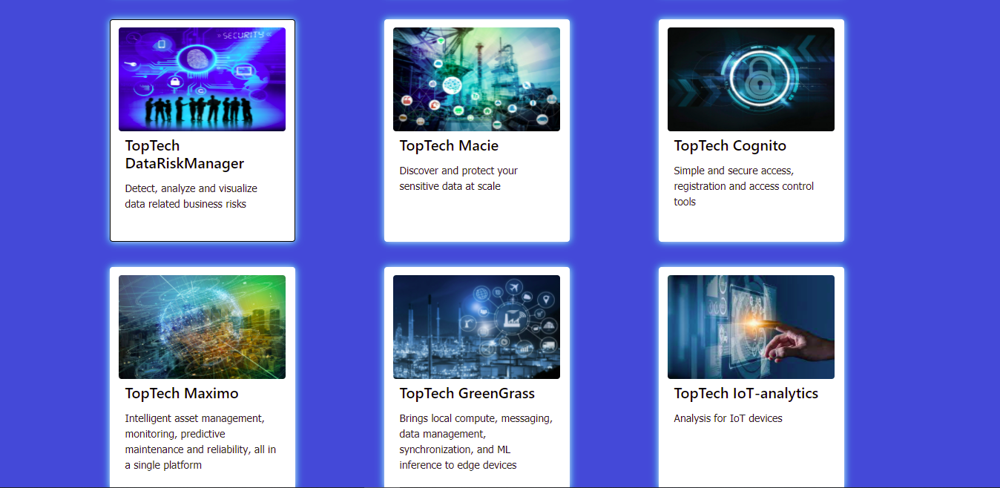 SECURITY
TopTech
DataRiskManager
Detect, analyze and visualize
data related business risks
TopTech Macie
Discover and protect your
sensitive data at scale
TopTech Cognito
Simple and secure access,
registration and access control
tools
TopTech Maximo
Intelligent asset management,
monitoring, predictive
maintenance and reliability, all in
a single platform
TopTech GreenGrass
Brings local compute, messaging,
data management,
synchronization, and ML
inference to edge devices
TopTech IoT-analytics
Analysis for IoT devices